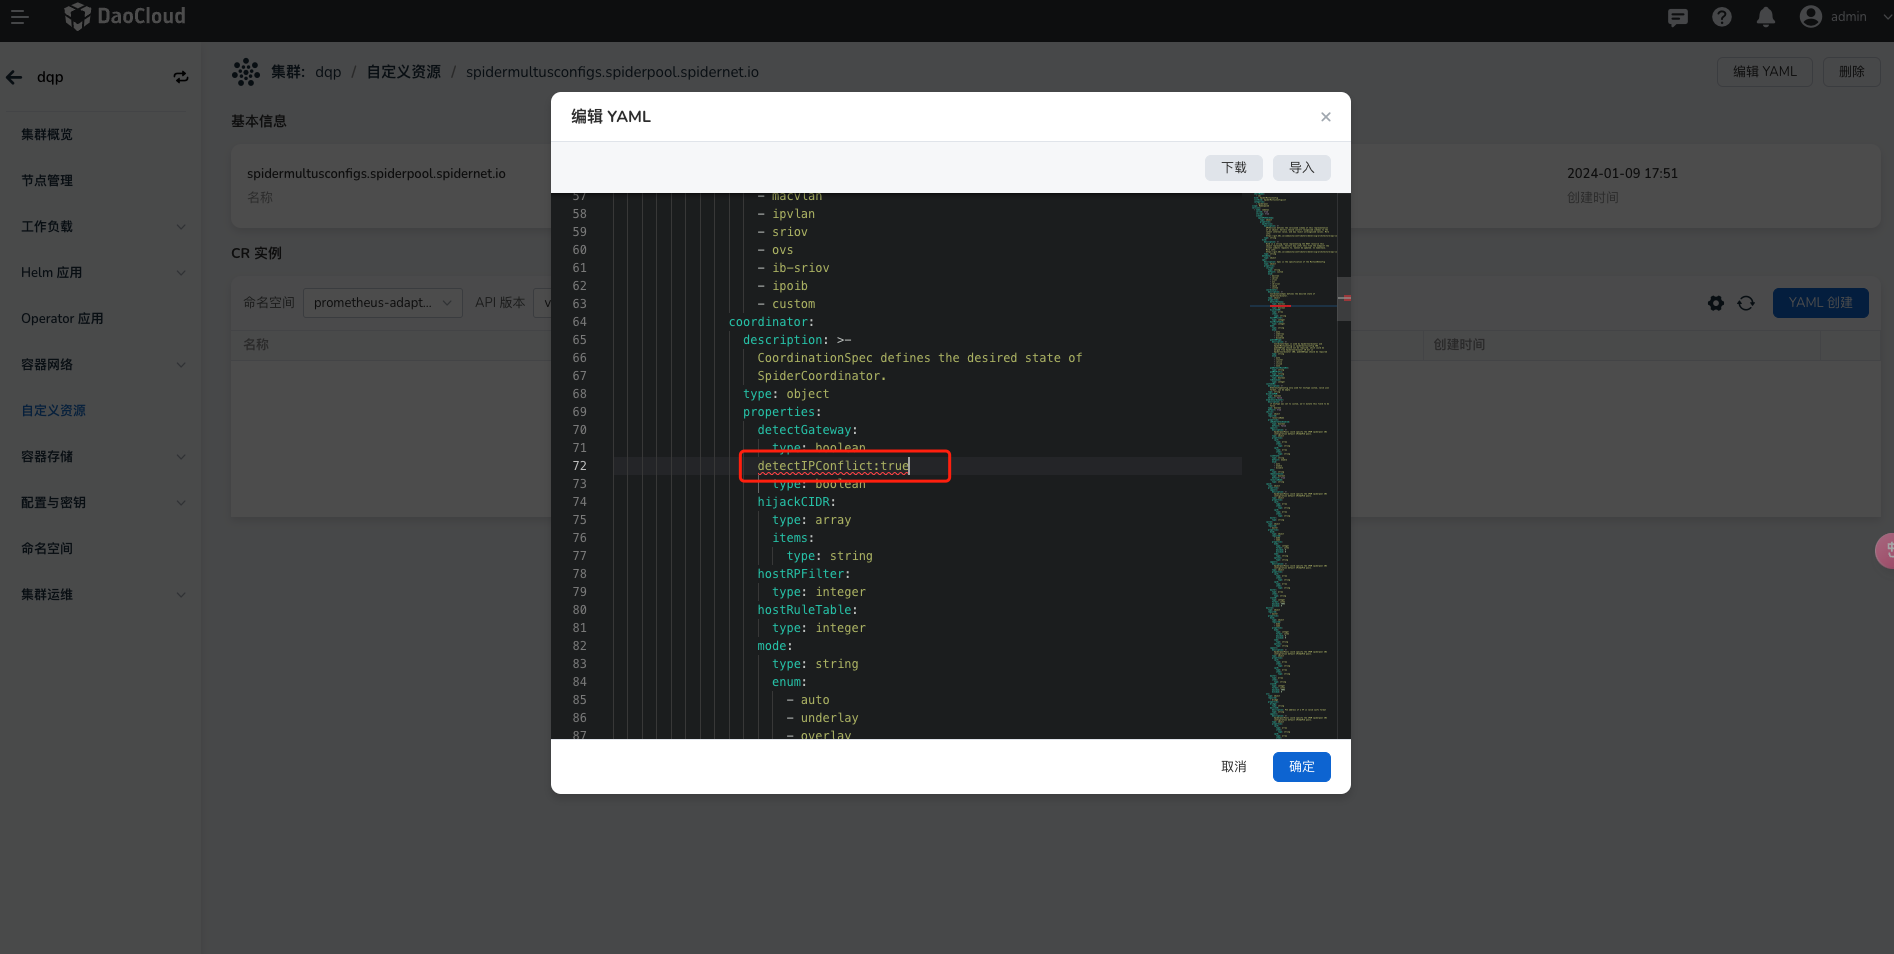 DaoCloud
admin
dqp
集群: dqp / 自定义资源 / spidermultusconfigs.spiderpool.spidernet.io
编辑 YAML
删除
集群概览
节点管理
工作负载
Helm 应用
Operator 应用
容器网络
自定义资源
容器存储
配置与密钥
命名空间
集群运维
基本信息
spidermultusconfigs.spiderpool.spidernet.io
名称
2024-01-09 17:51
创建时间
CR 实例
命名空间
prometheus-adapt...
API 版本
v
YAML 创建
名称
创建时间
编辑 YAML
下载
导入
57 - macvlan
58 - ipvlan
59 - sriov
60 - ovs
61 - ib-sriov
62 - ipoib
63 - custom
64 coordinator:
65 description: >-
66 CoordinationSpec defines the desired state of
67 SpiderCoordinator.
68 type: object
69 properties:
70 detectGateway:
71 type: boolean
72 detectIPConflict:true
73 type: boolean
74 hijackCIDR:
75 type: array
76 items:
77 type: string
78 hostRPFilter:
79 type: integer
80 hostRuleTable:
81 type: integer
82 mode:
83 type: string
84 enum:
85 - auto
86 - underlay
87 - overlay
取消
确定